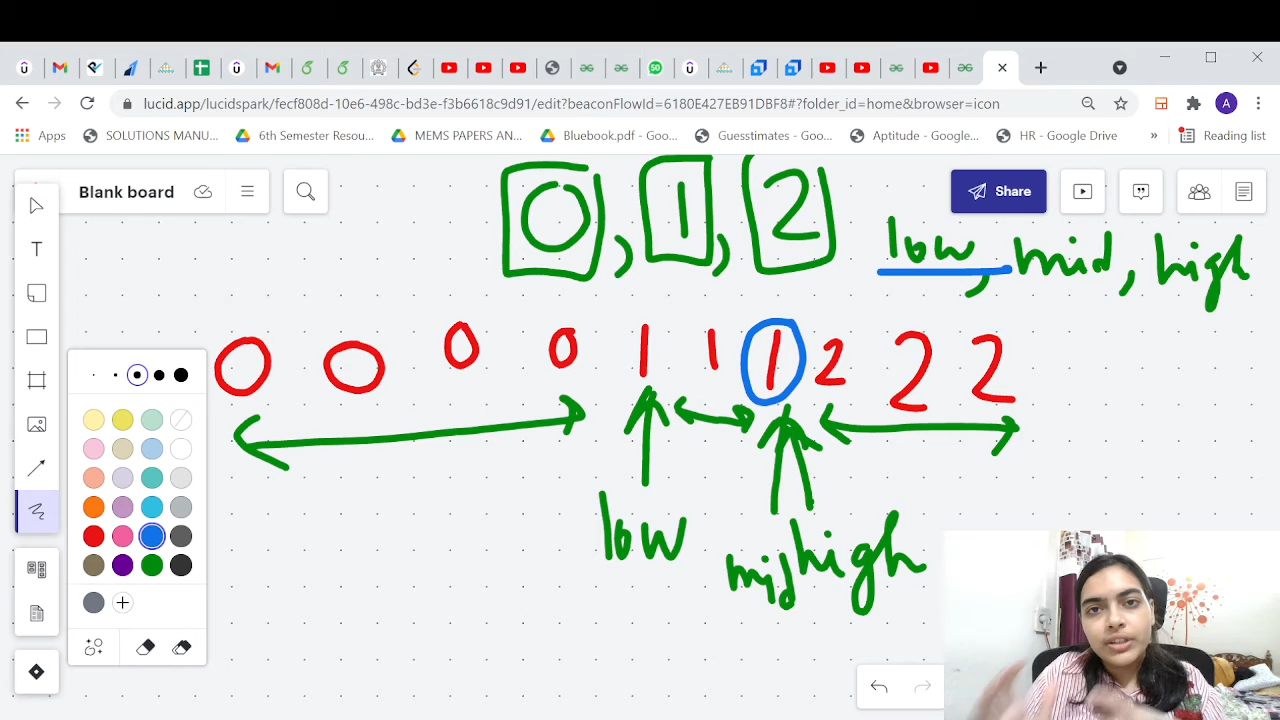 lucid.app/lucidspark/fecf808d-10e6-498c-bd3e-f3b6618c9d91/edit?beaconFlowId=6180E427EB91DBF8#?folder_id=home&browser=icon
A
Apps SOLUTIONS MANU... 6th Semester Resou... MEMS PAPERS AN... Bluebook.pdf - Goo... Guesstimates - Goo... Aptitude - Google... HR - Google Drive » Reading list
Blank board
Share
T
0, 1, 2
low, mid, high
0 0 0 0 1 1 1 2 2 2
low
mid high